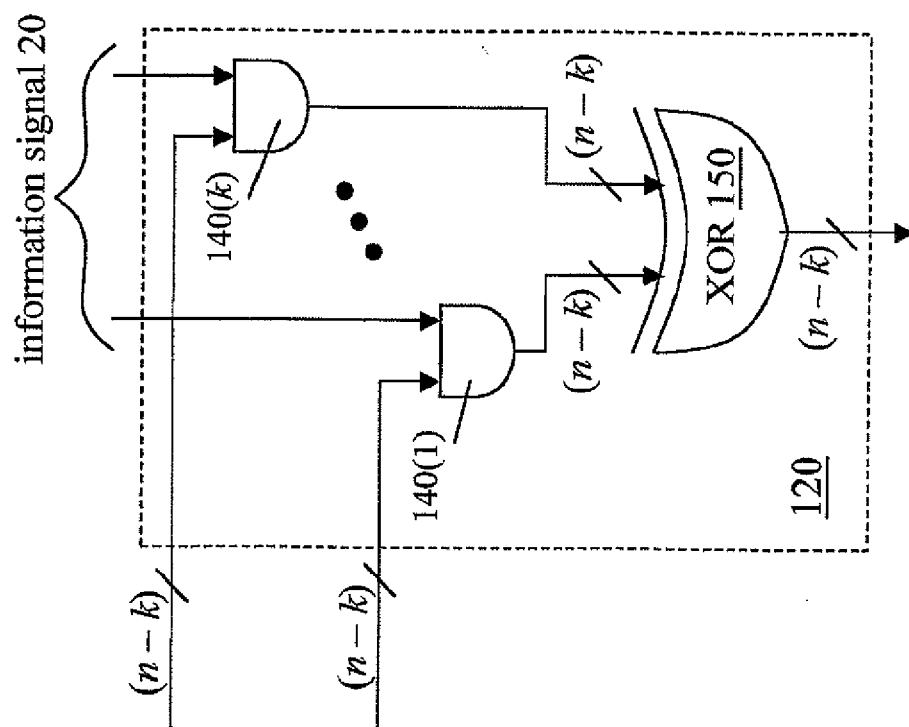 information signal 20
140(k)
(n – k)
(n – k)
140(1)
(n – k)
(n – k)
XOR 150
(n – k)
(n – k)
120